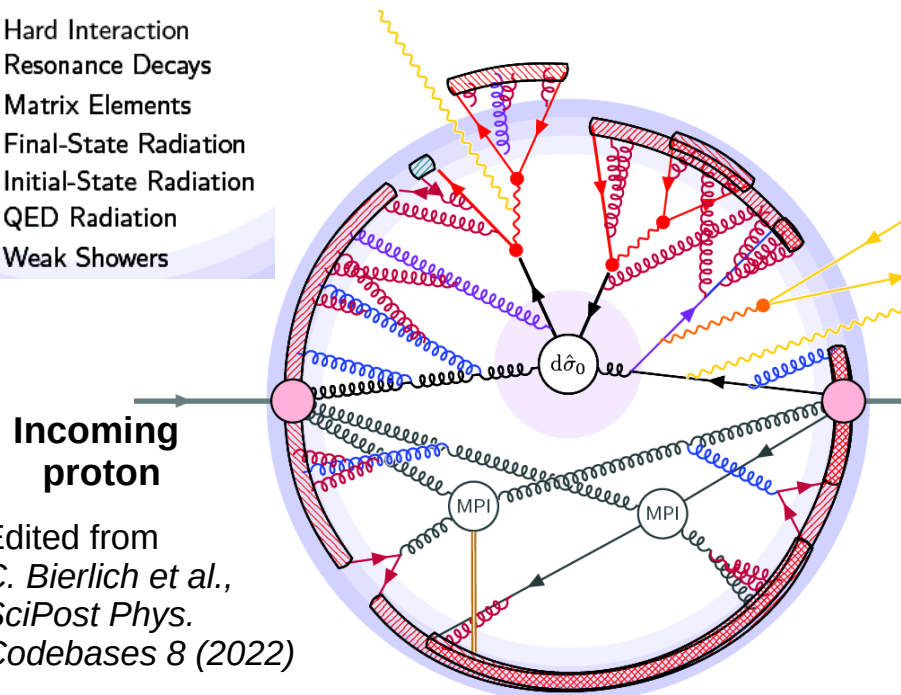 Hard Interaction
Resonance Decays
Matrix Elements
Final-State Radiation
Initial-State Radiation
QED Radiation
Weak Showers
dσ̂₀
Incoming
proton
MPI
MPI
Edited from
C. Bierlich et al.,
SciPost Phys.
Codebases 8 (2022)